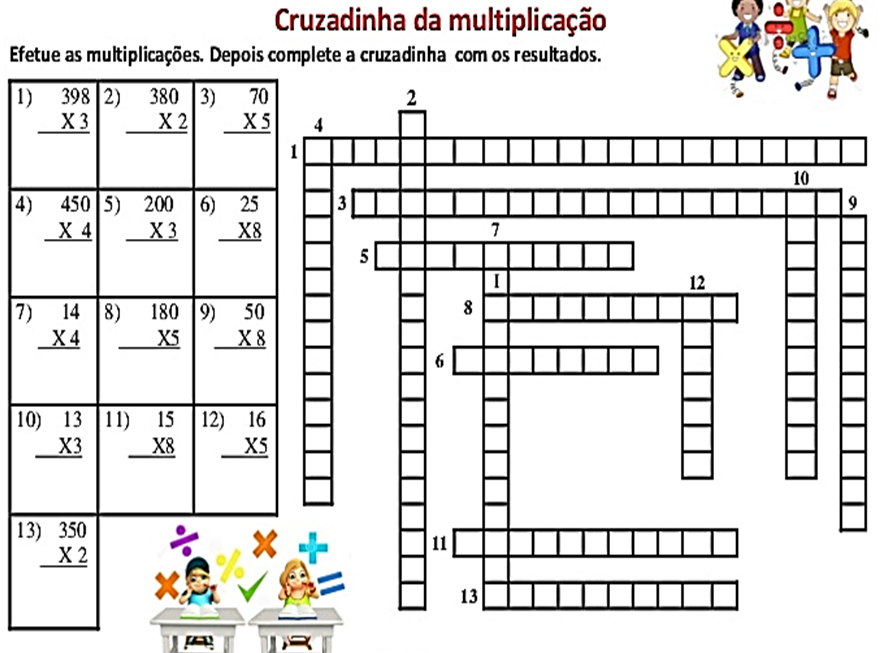 Cruzadinha da multiplicação
Efetue as multiplicações. Depois complete a cruzadinha com os resultados.
1) 398 2) 380 3) 70
X 3 X 2 X 5
4) 450 5) 200 6) 25
X 4 X 3 X8
7) 14 8) 180 9) 50
X 4 X5 X 8
10) 13 11) 15 12) 16
X3 X8 X5
13) 350
X 2
2
4
1
10
3 9
7
5
I 12
8
6
11
13